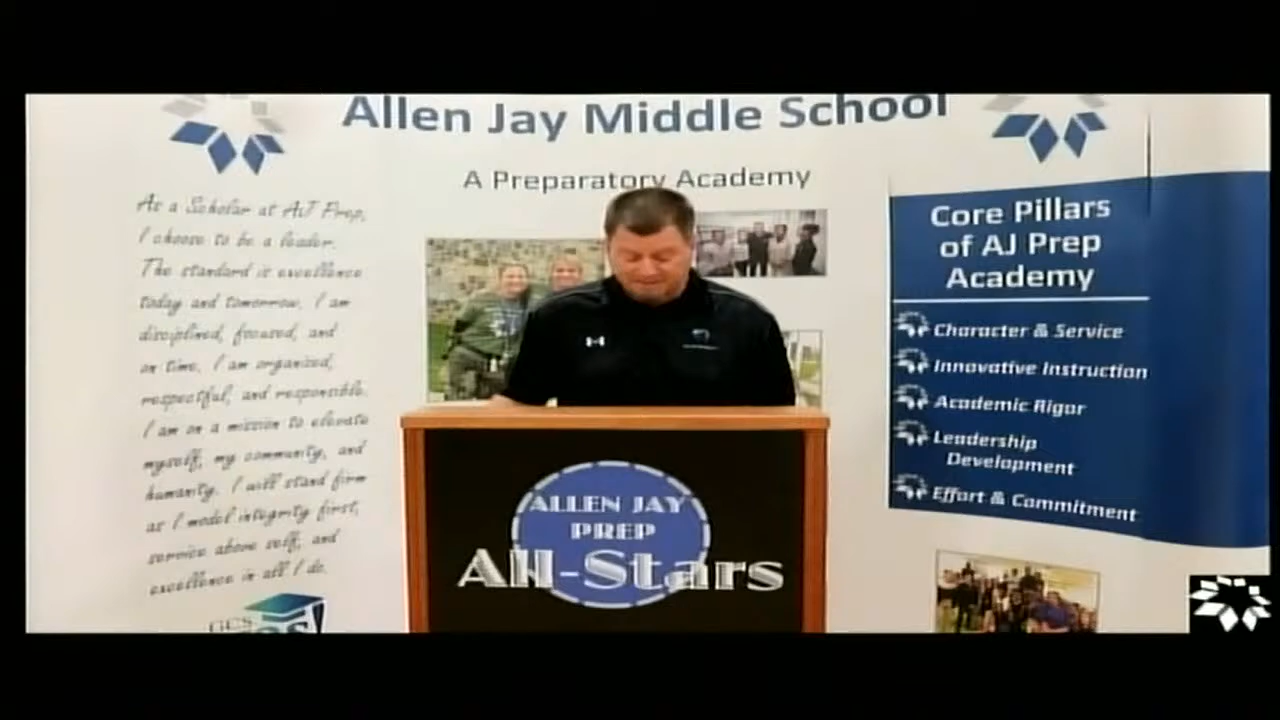 Allen Jay Middle School
A Preparatory Academy
As a Scholar at AJ Prep,
I choose to be a leader.
The standard is excellence
today and tomorrow. I am
disciplined, focused, and
on time. I am organized,
respectful, and responsible.
I am on a mission to elevate
myself, my community, and
humanity. I will stand firm
as I model integrity first,
service above self, and
excellence in all I do.
GCS
Core Pillars
of AJ Prep
Academy
Character & Service
Innovative Instruction
Academic Rigor
Leadership
Development
Effort & Commitment
ALLEN JAY
PREP
All-Stars